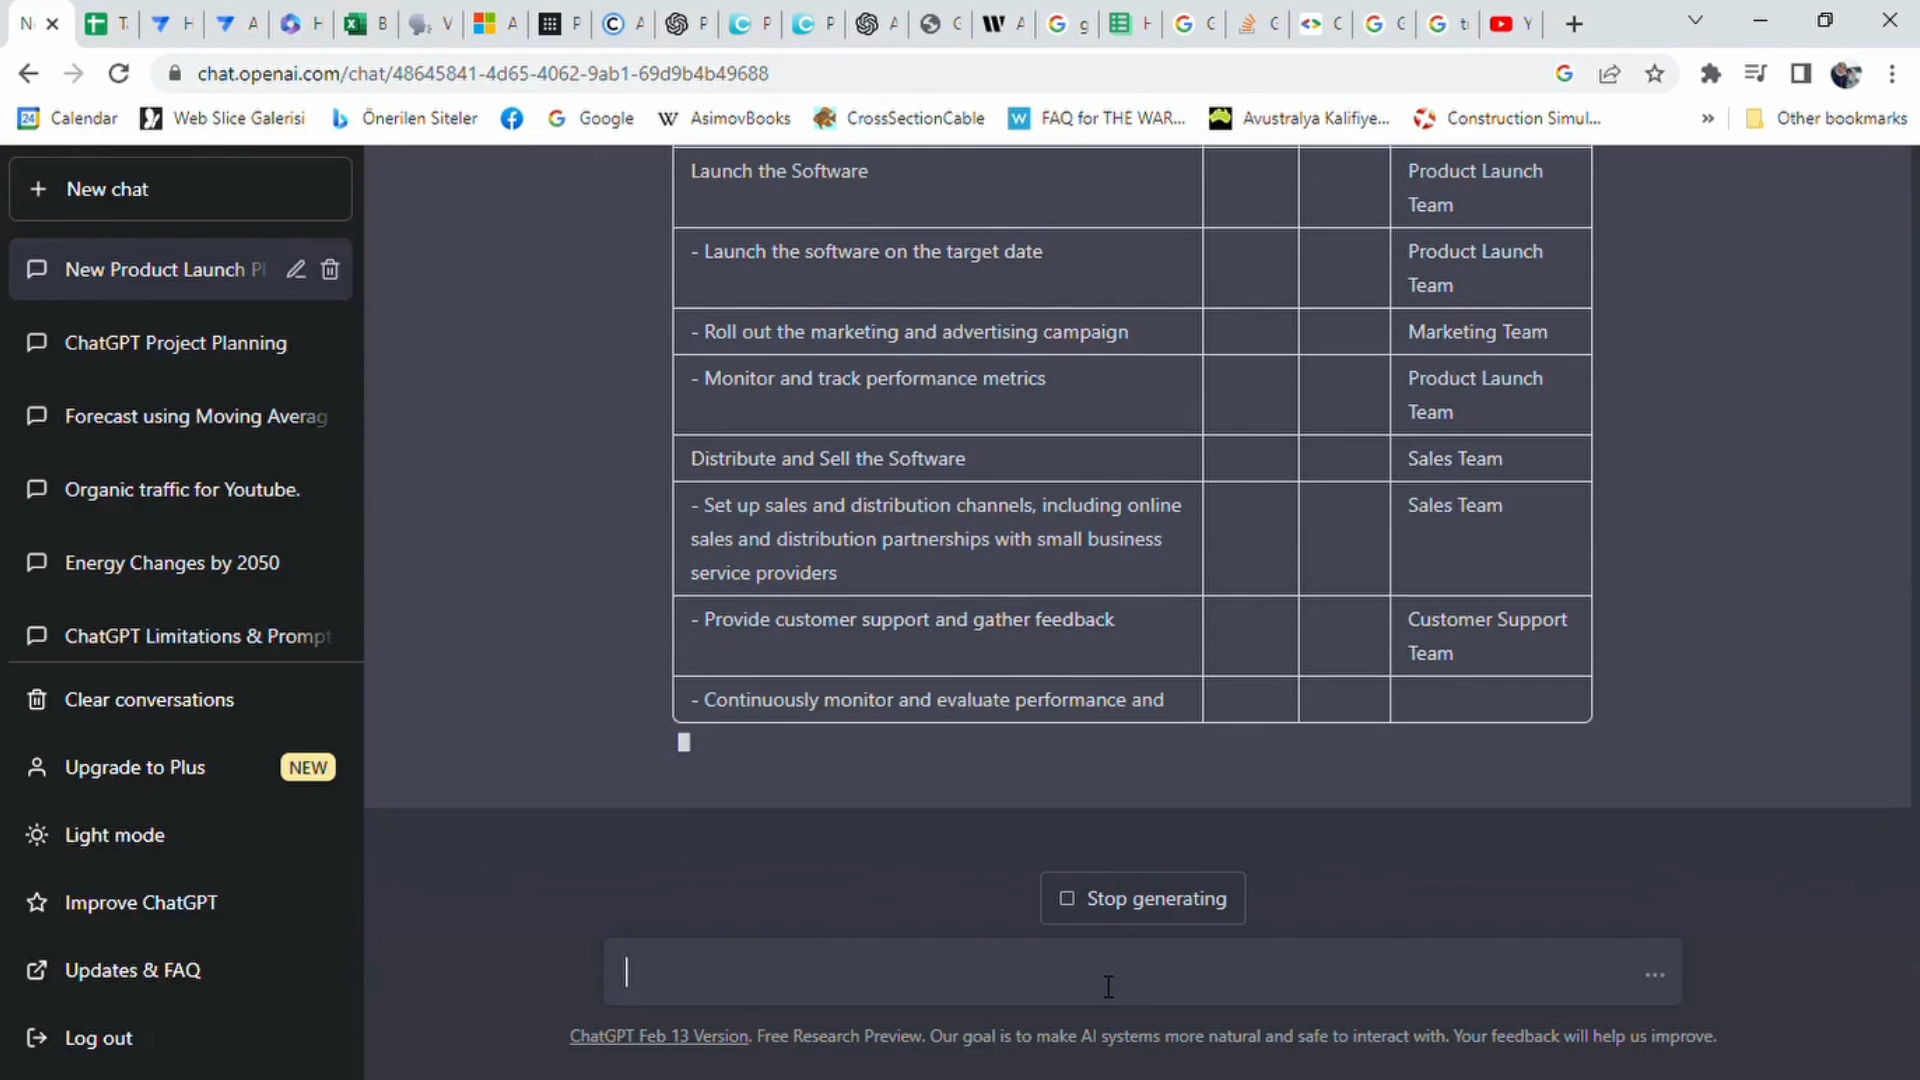 N
T
H
A
H
B
V
A
P
A
P
P
P
A
G
A
g
H
G
C
C
G
t
Y
chat.openai.com/chat/48645841-4d65-4062-9ab1-69d9b4b49688
24 Calendar Web Slice Galerisi Önerilen Siteler Google W AsimovBooks CrossSectionCable W FAQ for THE WAR... Avustralya Kalifiye... Construction Simul... » Other bookmarks
+ New chat
New Product Launch Pl
ChatGPT Project Planning
Forecast using Moving Averag
Organic traffic for Youtube.
Energy Changes by 2050
ChatGPT Limitations & Prompt
Clear conversations
Upgrade to Plus NEW
Light mode
Improve ChatGPT
Updates & FAQ
Log out
Launch the Software Product Launch
Team
- Launch the software on the target date Product Launch
Team
- Roll out the marketing and advertising campaign Marketing Team
- Monitor and track performance metrics Product Launch
Team
Distribute and Sell the Software Sales Team
- Set up sales and distribution channels, including online Sales Team
sales and distribution partnerships with small business
service providers
- Provide customer support and gather feedback Customer Support
Team
- Continuously monitor and evaluate performance and
Stop generating
...
ChatGPT Feb 13 Version. Free Research Preview. Our goal is to make AI systems more natural and safe to interact with. Your feedback will help us improve.